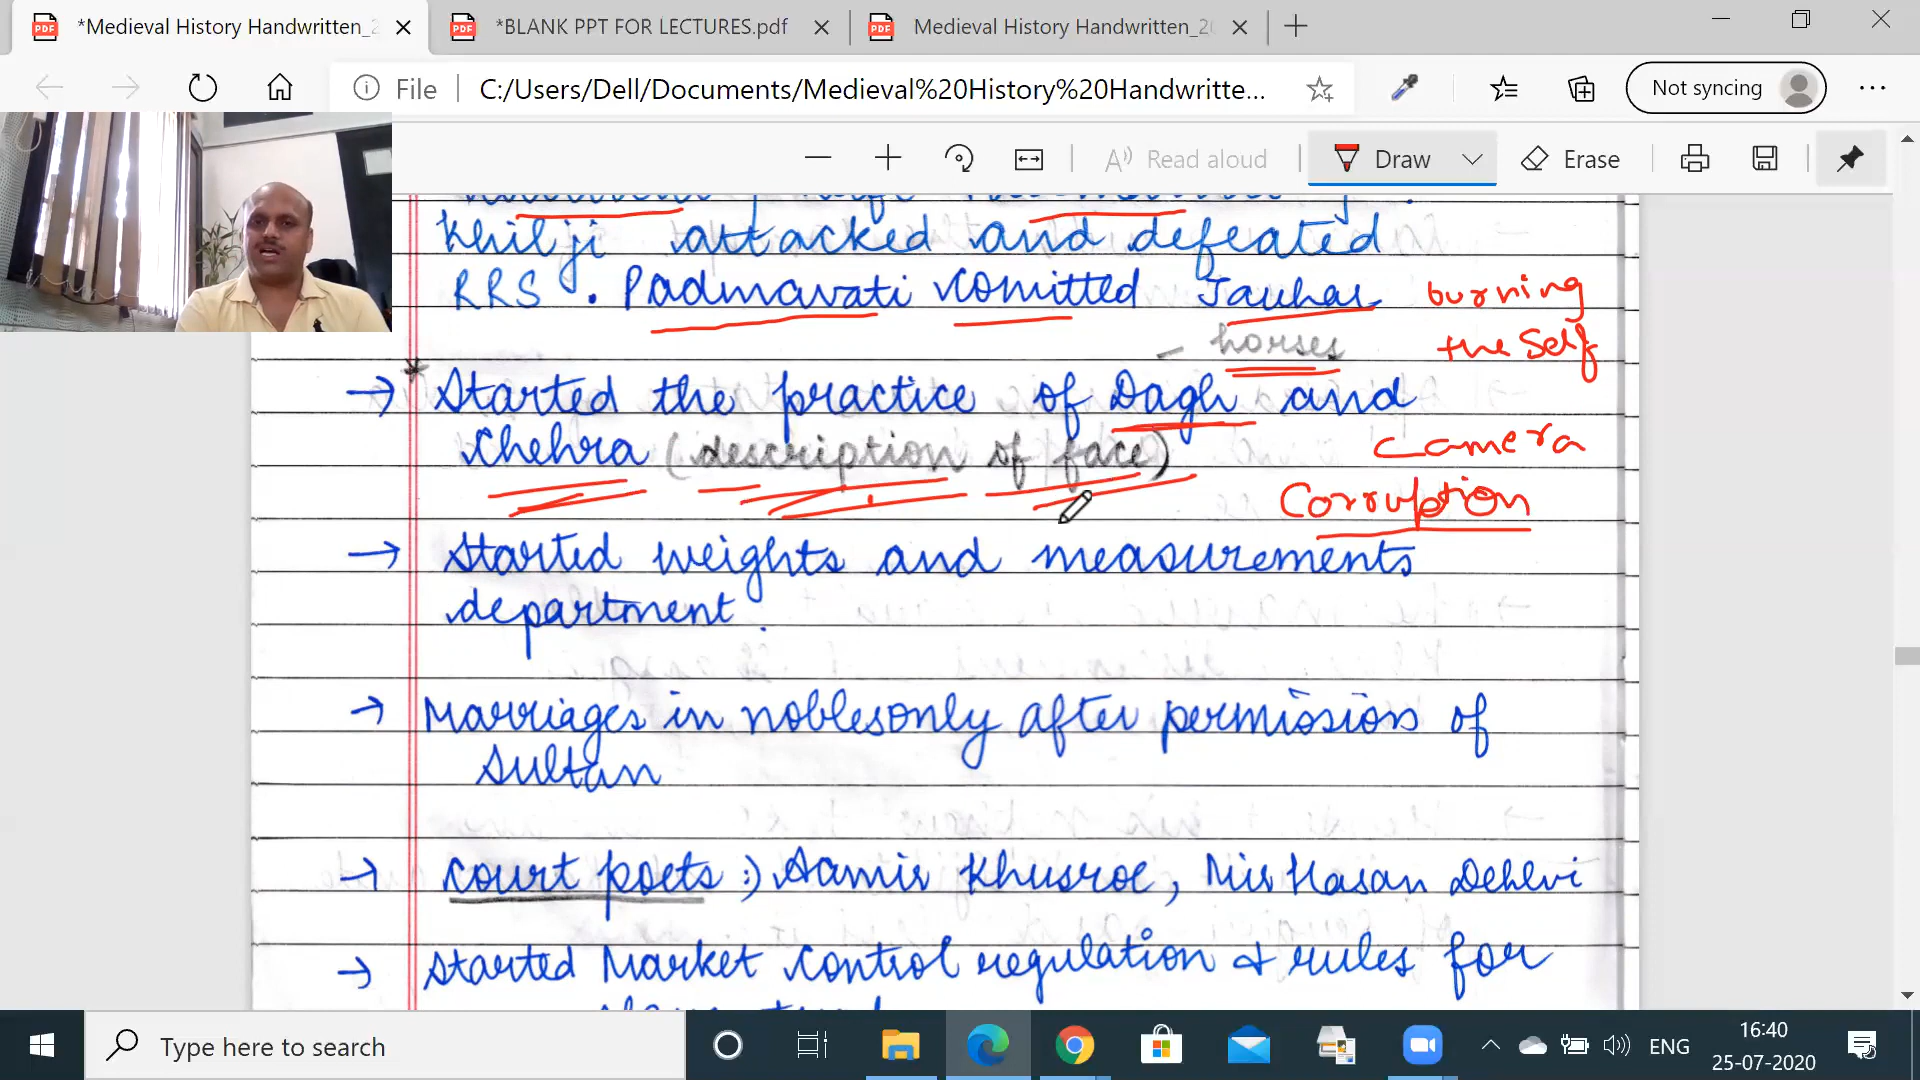 *Medieval History Handwritten_2
*BLANK PPT FOR LECTURES.pdf
Medieval History Handwritten_20
File
C:/Users/Dell/Documents/Medieval%20History%20Handwritte...
Not syncing
Read aloud
Draw
Erase
Khilji attacked and defeated
RRS. Padmavati comitted Jauhar
burning
the Self
- horses
* → Started the practice of Dagh and
Chehra (description of face)
Camera
Corruption
→ Started weights and measurements
department.
→ Marriages in nobles only after permission of
Sultan
→ Court poets :) Aamir Khusroe, Mir Hasan Dehlvi
→ Started Market control regulation & rules for
Type here to search
ENG
16:40
25-07-2020